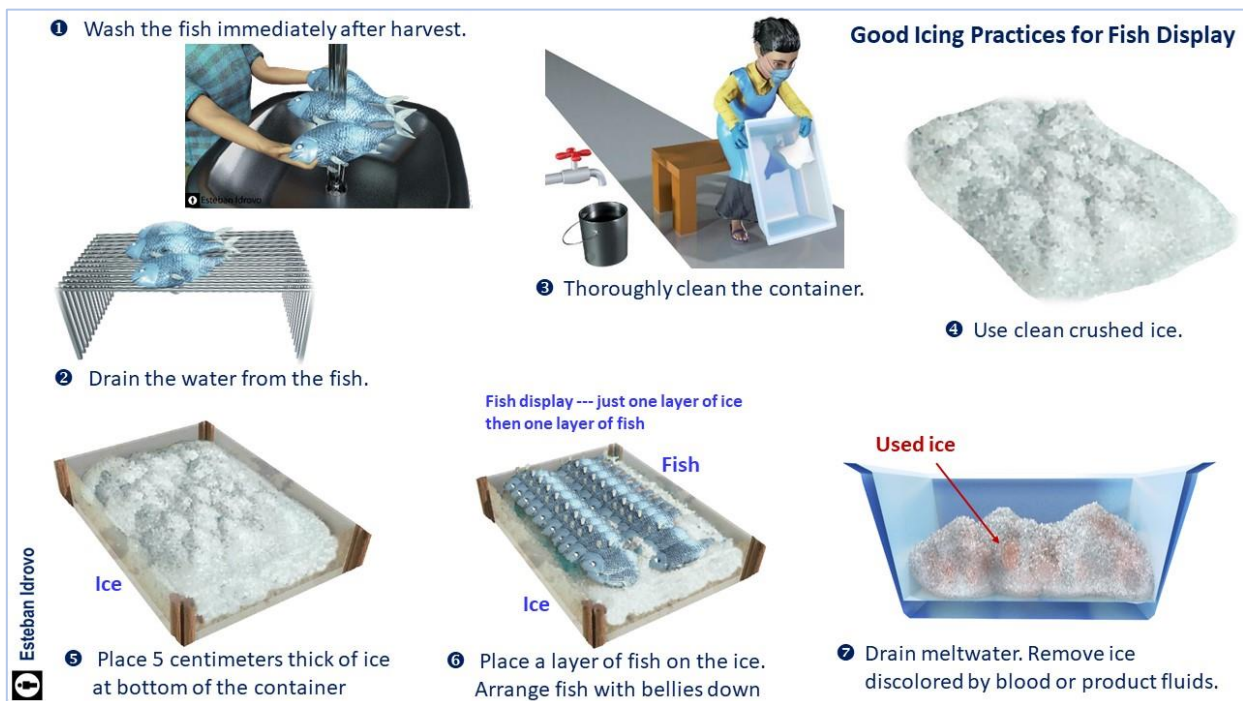 Good Icing Practices for Fish Display
❶ Wash the fish immediately after harvest.
Esteban Idrovo
❷ Drain the water from the fish.
❸ Thoroughly clean the container.
❹ Use clean crushed ice.
Ice
❺ Place 5 centimeters thick of ice
at bottom of the container
Fish display --- just one layer of ice
then one layer of fish
Fish
Ice
❻ Place a layer of fish on the ice.
Arrange fish with bellies down
Used ice
❼ Drain meltwater. Remove ice
discolored by blood or product fluids.
Esteban Idrovo